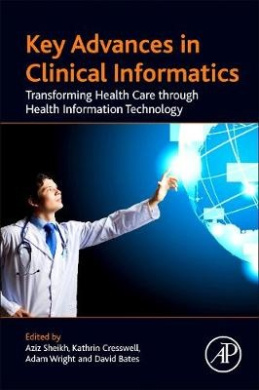 Key Advances in
Clinical Informatics
Transforming Health Care through
Health Information Technology
Edited by
Aziz Sheikh, Kathrin Cresswell,
Adam Wright and David Bates
AP